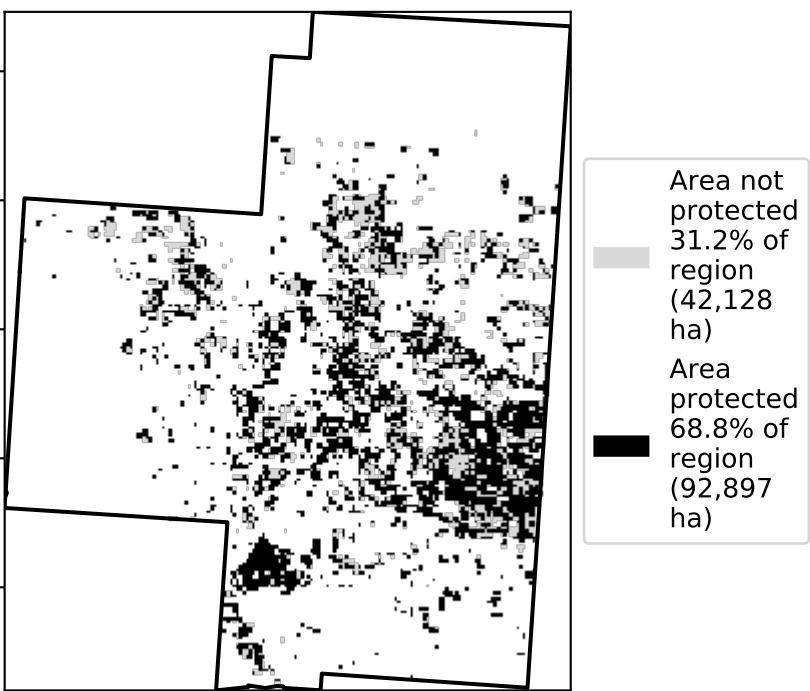 Area not
protected
31.2% of
region
(42,128
ha)
Area
protected
68.8% of
region
(92,897
ha)